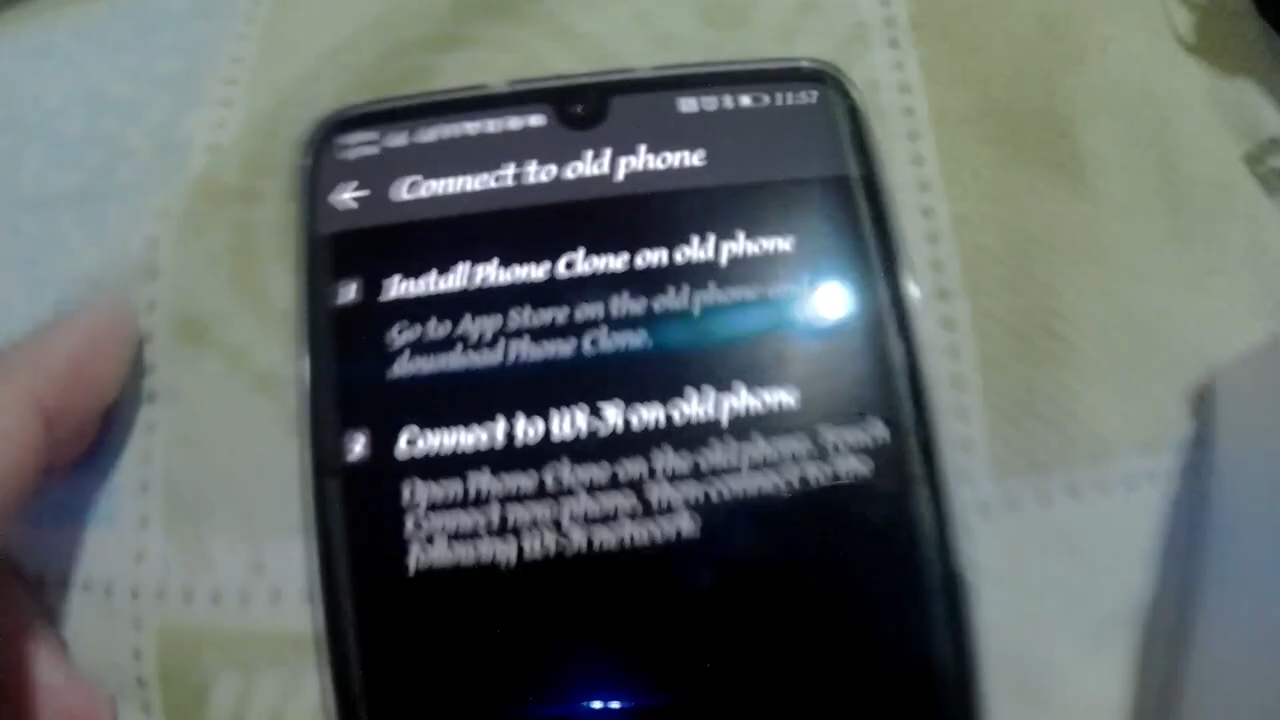 11:57
Connect to old phone
1 Install Phone Clone on old phone
Go to App Store on the old phone and
download Phone Clone.
2 Connect to Wi-Fi on old phone
Open Phone Clone on the old phone. Touch
Connect new phone, then connect to the
following Wi-Fi network: